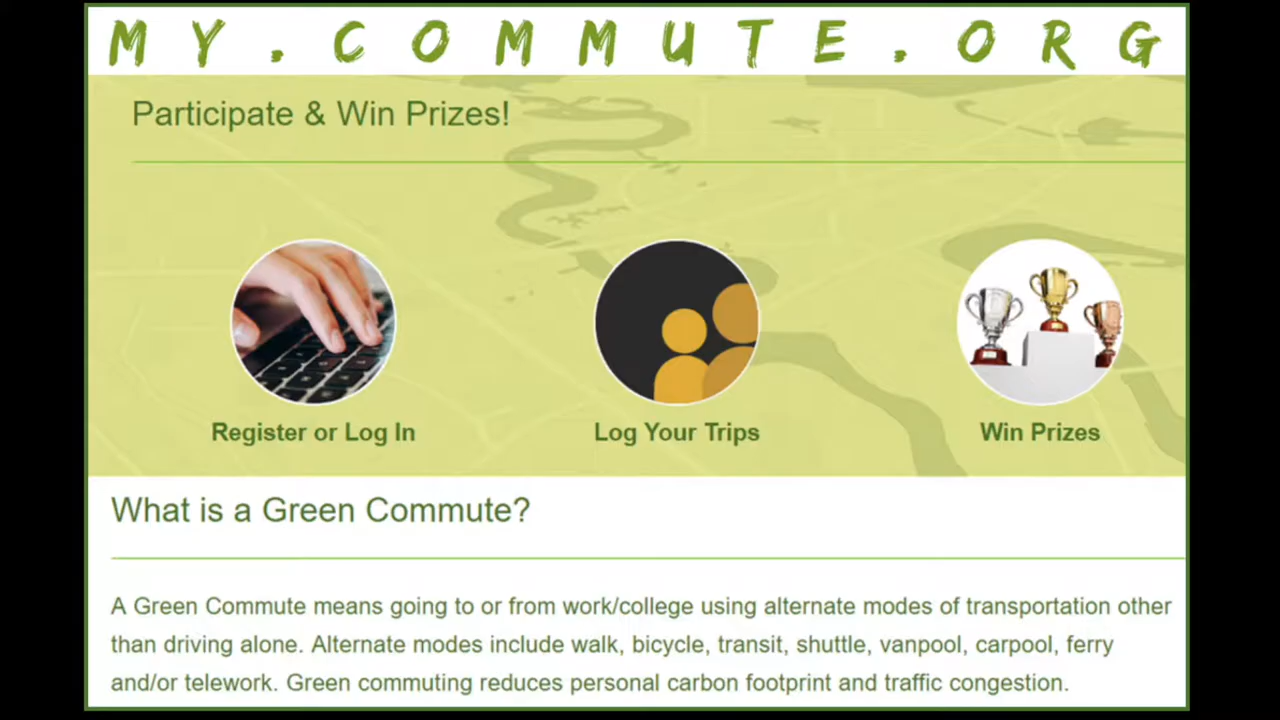 MY.COMMUTE.ORG
Participate & Win Prizes!
Register or Log In
Log Your Trips
Win Prizes
What is a Green Commute?
A Green Commute means going to or from work/college using alternate modes of transportation other
than driving alone. Alternate modes include walk, bicycle, transit, shuttle, vanpool, carpool, ferry
and/or telework. Green commuting reduces personal carbon footprint and traffic congestion.